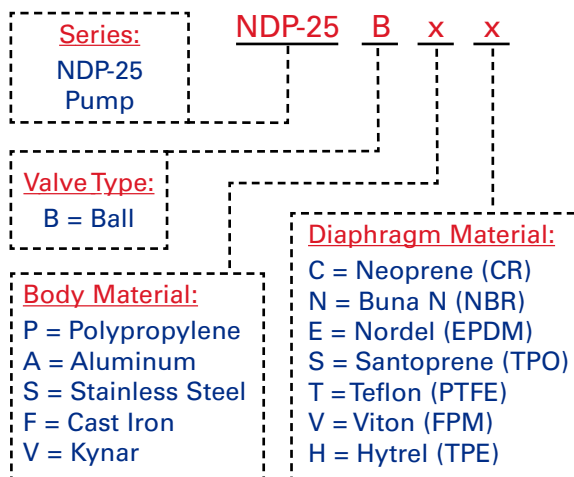 NDP-25 B x x
Series:
NDP-25
Pump
Valve Type:
B = Ball
Body Material:
P = Polypropylene
A = Aluminum
S = Stainless Steel
F = Cast Iron
V = Kynar
Diaphragm Material:
C = Neoprene (CR)
N = Buna N (NBR)
E = Nordel (EPDM)
S = Santoprene (TPO)
T = Teflon (PTFE)
V = Viton (FPM)
H = Hytrel (TPE)